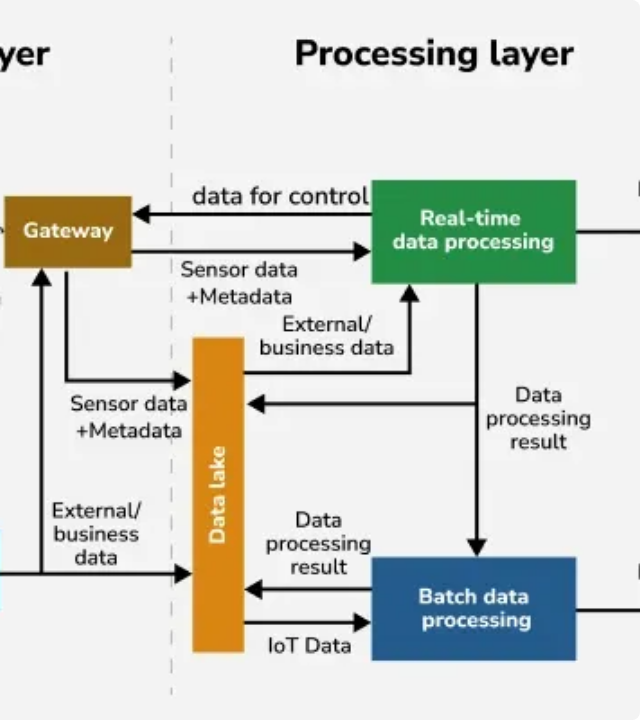 yer
Processing layer
data for control
Gateway
Real-time
data processing
Sensor data
+Metadata
External/
business data
Sensor data
+Metadata
Data
processing
result
Data lake
External/
business
data
Data
processing
result
Batch data
processing
IoT Data